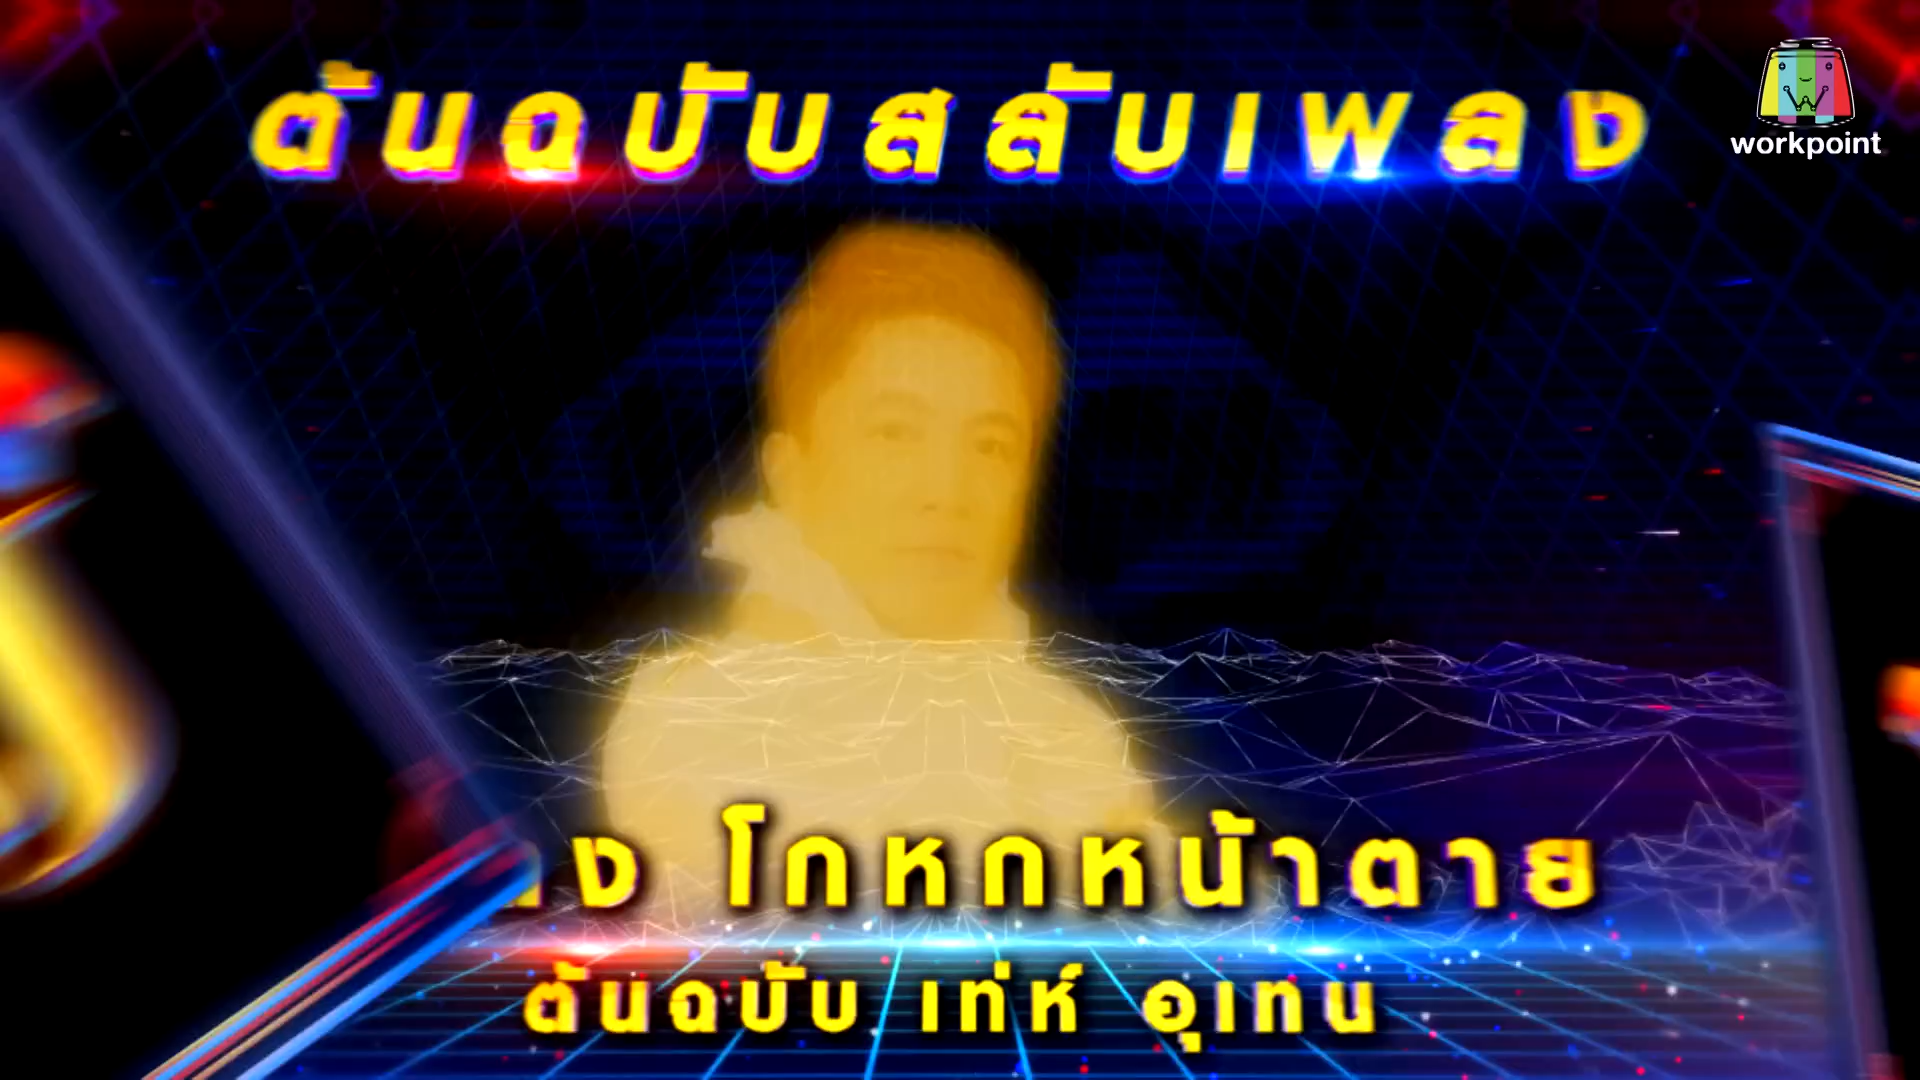 ต้นฉบับสลับเพลง
workpoint
โกหกหน้าตาย
ต้นฉบับ เท่ห์ อุเทน